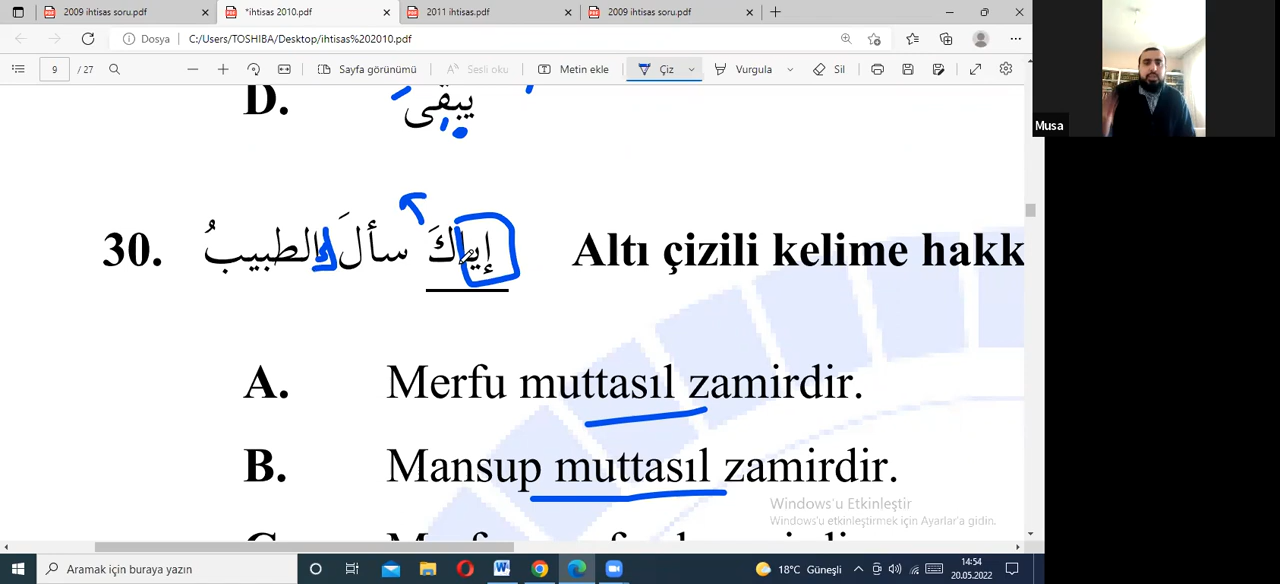 2009 ihtisas soru.pdf
*ihtisas 2010.pdf
2011 ihtisas.pdf
2009 ihtisas soru.pdf
Dosya
C:/Users/TOSHIBA/Desktop/ihtisas%202010.pdf
9 / 27
Sayfa görünümü
Sesli oku
Metin ekle
Çiz
Vurgula
Sil
Musa
D. يبقى
30. إياكَ سألَ الطبيبُ Altı çizili kelime hakk
A. Merfu muttasıl zamirdir.
B. Mansup muttasıl zamirdir.
Windows'u Etkinleştir
Windows'u etkinleştirmek için Ayarlar'a gidin.
Aramak için buraya yazın
18°C Güneşli
14:54
20.05.2022